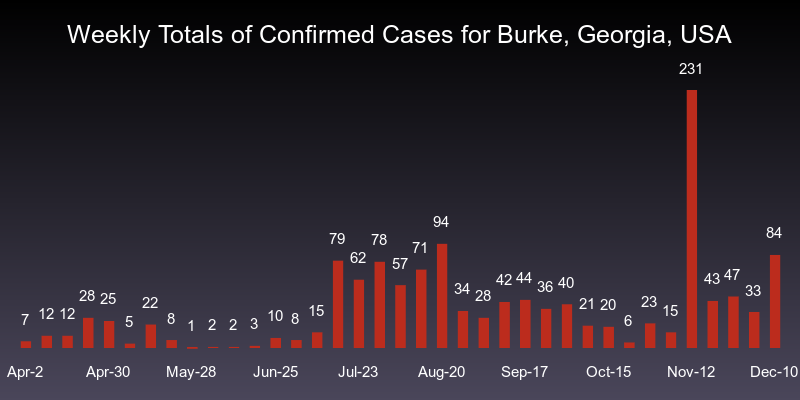 Weekly Totals of Confirmed Cases for Burke, Georgia, USA
7 12 12 28 25 5 22 8 1 2 2 3 10 8 15 79 62 78 57 71 94 34 28 42 44 36 40 21 20 6 23 15 231 43 47 33 84
Apr-2 Apr-30 May-28 Jun-25 Jul-23 Aug-20 Sep-17 Oct-15 Nov-12 Dec-10